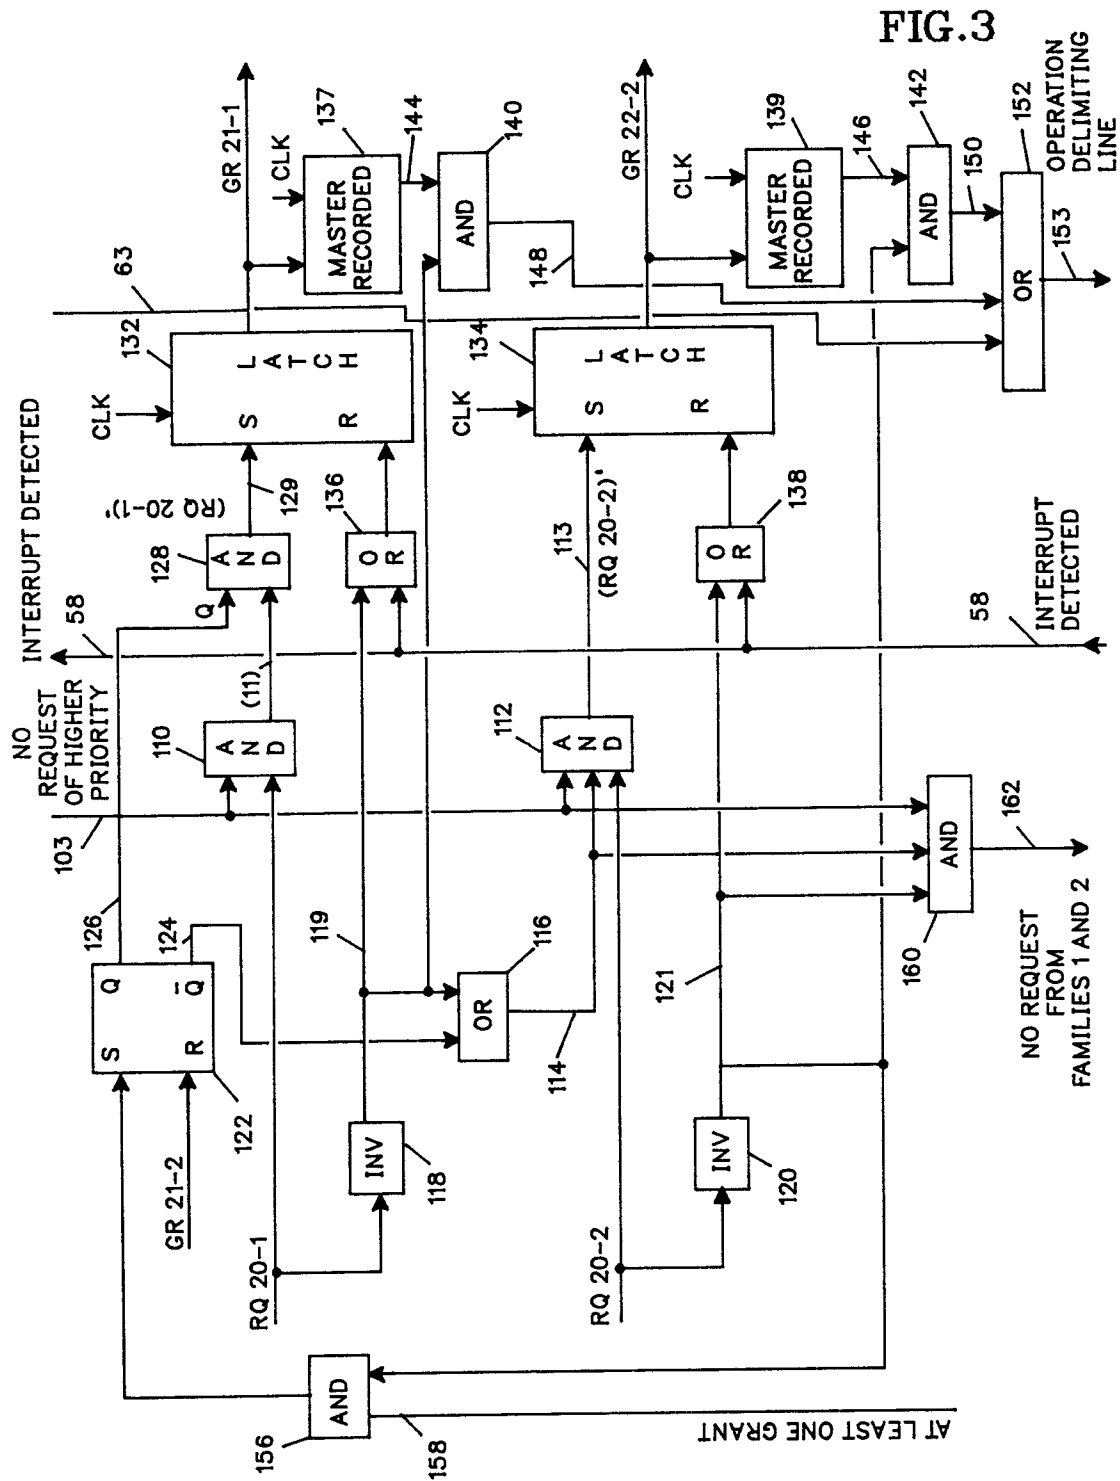 FIG.3
NO
REQUEST
OF HIGHER
PRIORITY
INTERRUPT DETECTED
103
126
Q
58
(RQ 20-1)'
CLK
132
63
GR 21-1
CLK
137
144
140
S
Q
Q̄
R
124
122
GR 21-2
110
AND
(11)
128
AND
129
S
R
LATCH
MASTER
RECORDED
AND
148
RQ 20-1
INV
118
119
136
OR
OR
116
114
112
AND
113
(RQ 20-2)'
CLK
134
S
R
LATCH
GR 22-2
CLK
139
MASTER
RECORDED
146
142
AND
150
152
RQ 20-2
INV
120
121
OR
138
OR
153
OPERATION
DELIMITING
LINE
156
AND
158
AT LEAST ONE GRANT
160
AND
162
NO REQUEST
FROM
FAMILIES 1 AND 2
58
INTERRUPT
DETECTED